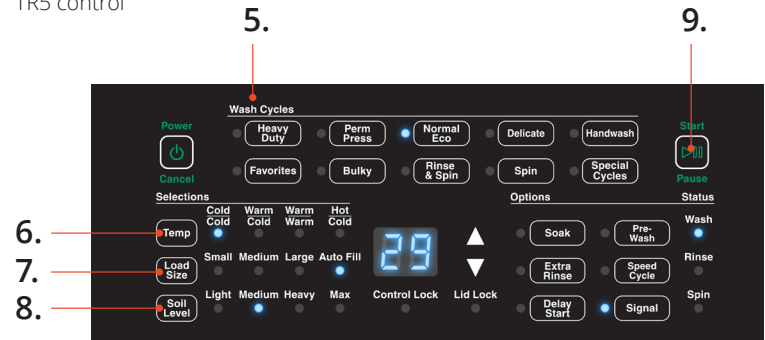 TR5 control
5.
9.
Wash Cycles
Power
Heavy Duty
Perm Press
Normal Eco
Delicate
Handwash
Start
Cancel
Favorites
Bulky
Rinse & Spin
Spin
Special Cycles
Pause
Selections
Options
Status
Cold Cold
Warm Cold
Warm Warm
Hot Cold
6.
Temp
29
Soak
Pre-Wash
Wash
7.
Load Size
Small Medium Large Auto Fill
Extra Rinse
Speed Cycle
Rinse
8.
Soil Level
Light Medium Heavy Max
Control Lock
Lid Lock
Delay Start
Signal
Spin